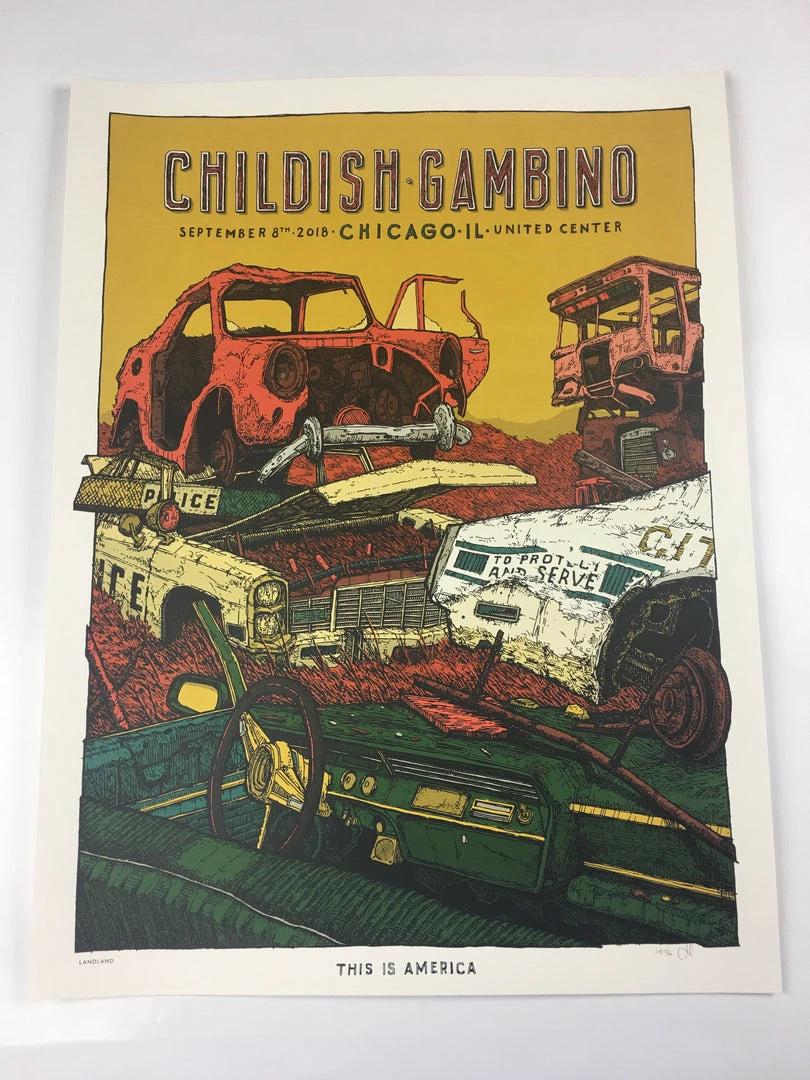 CHILDISH·GAMBINO
SEPTEMBER 8TH·2018·CHICAGO·IL·UNITED CENTER
POLICE
ICE
CIT
TO PROTECT
AND SERVE
LANDLAND
THIS IS AMERICA